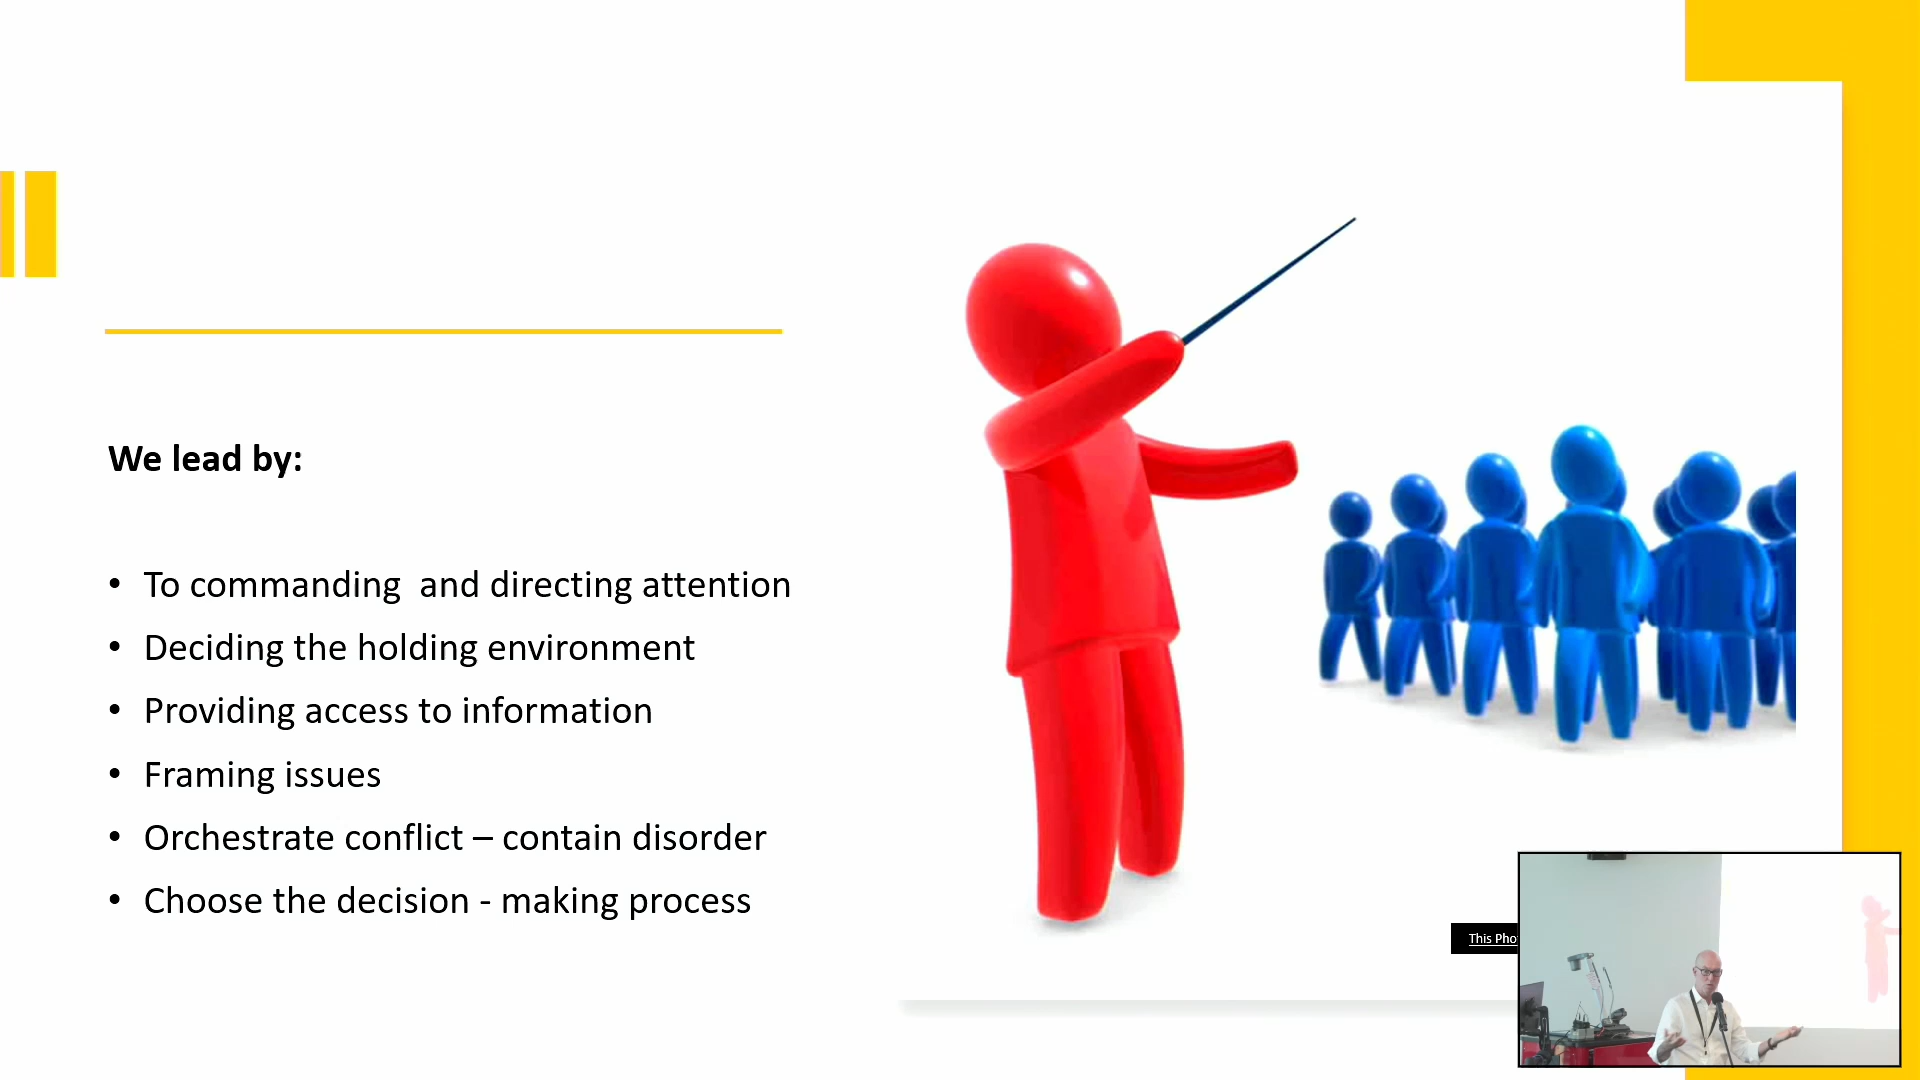 We lead by:
• To commanding  and directing attention
• Deciding the holding environment
• Providing access to information
• Framing issues
• Orchestrate conflict – contain disorder
• Choose the decision - making process
This